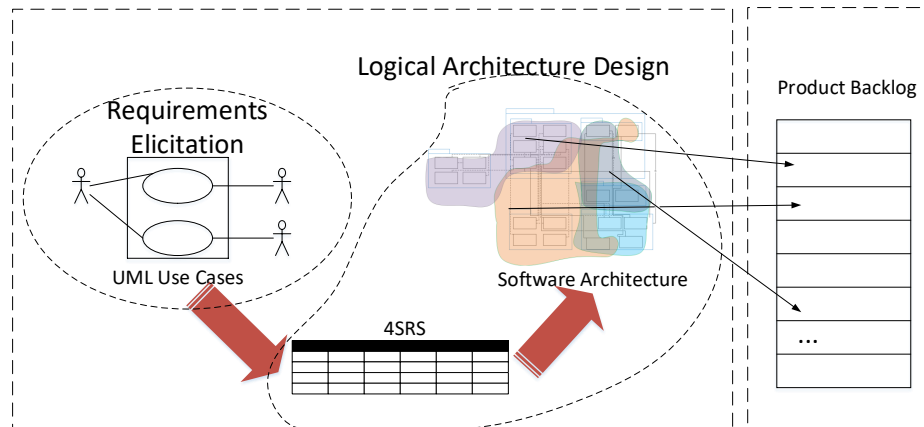 Logical Architecture Design
Requirements
Elicitation
UML Use Cases
4SRS
Software Architecture
Product Backlog
...